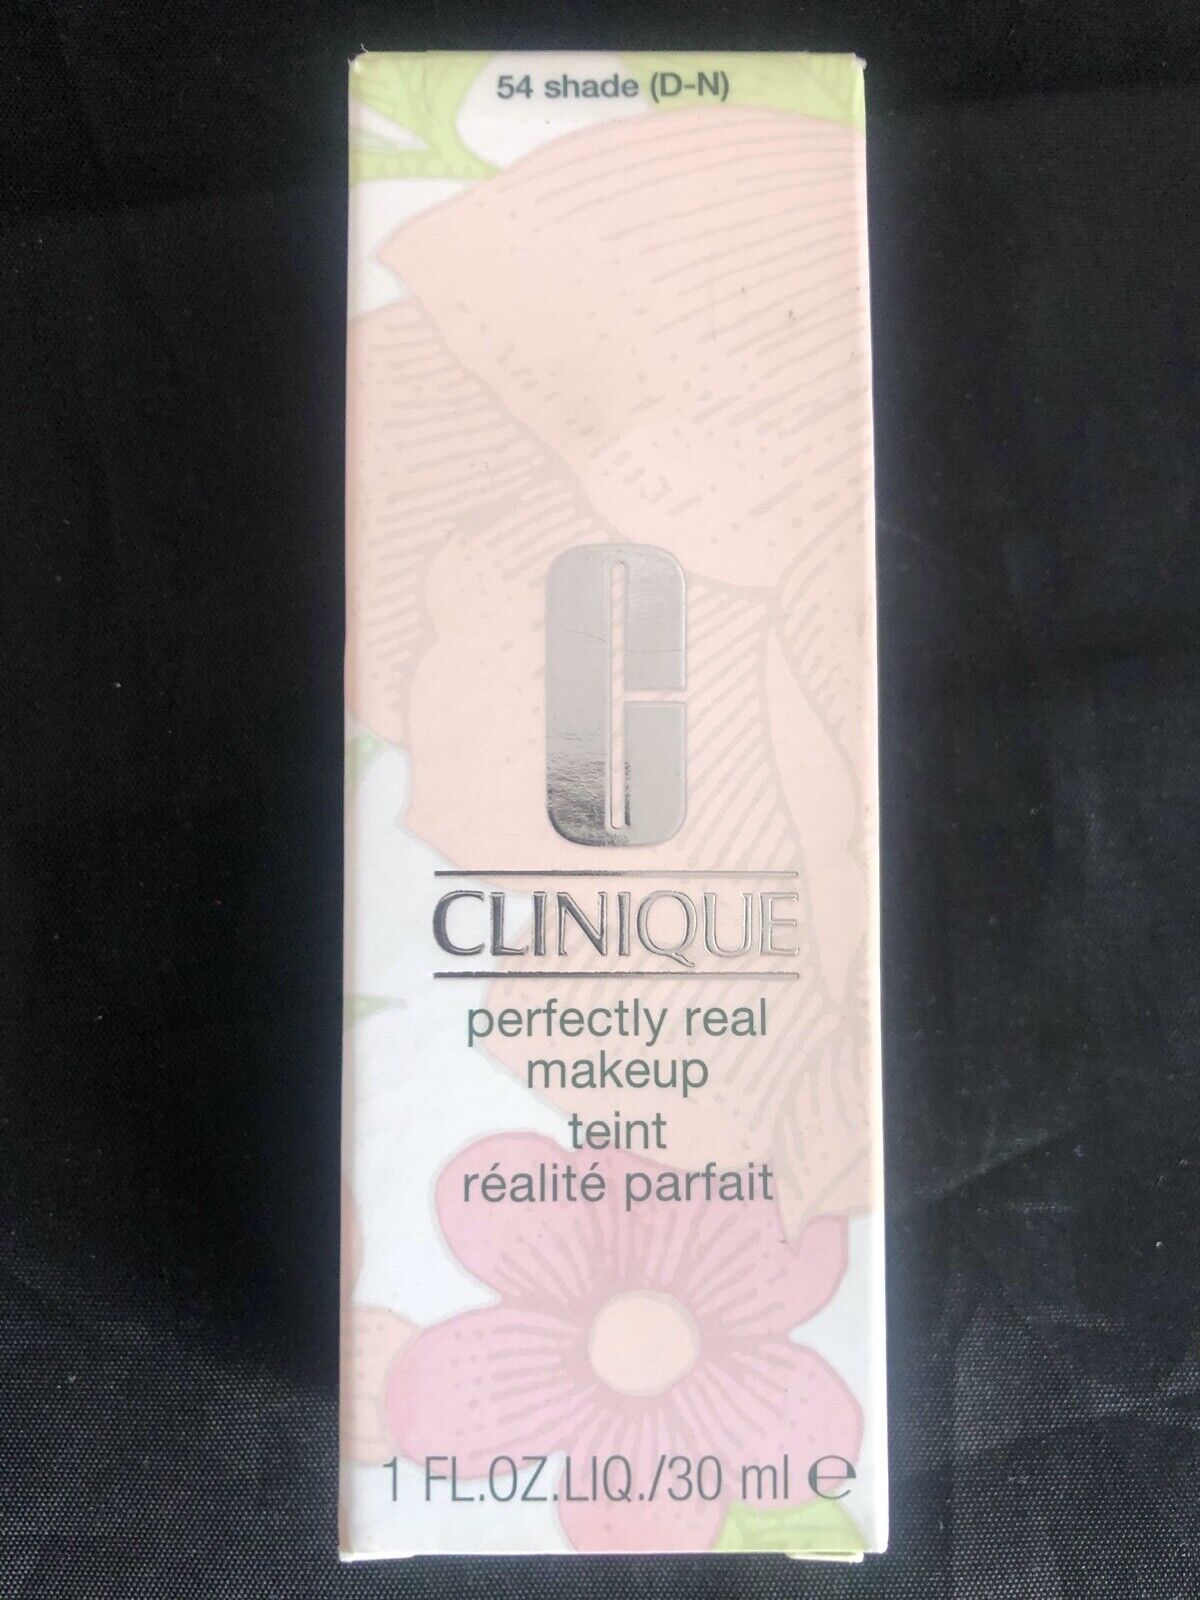 54 shade (D-N)
CLINIQUE
perfectly real
makeup
teint
réalité parfait
1 FL.OZ.LIQ./30 ml ℮